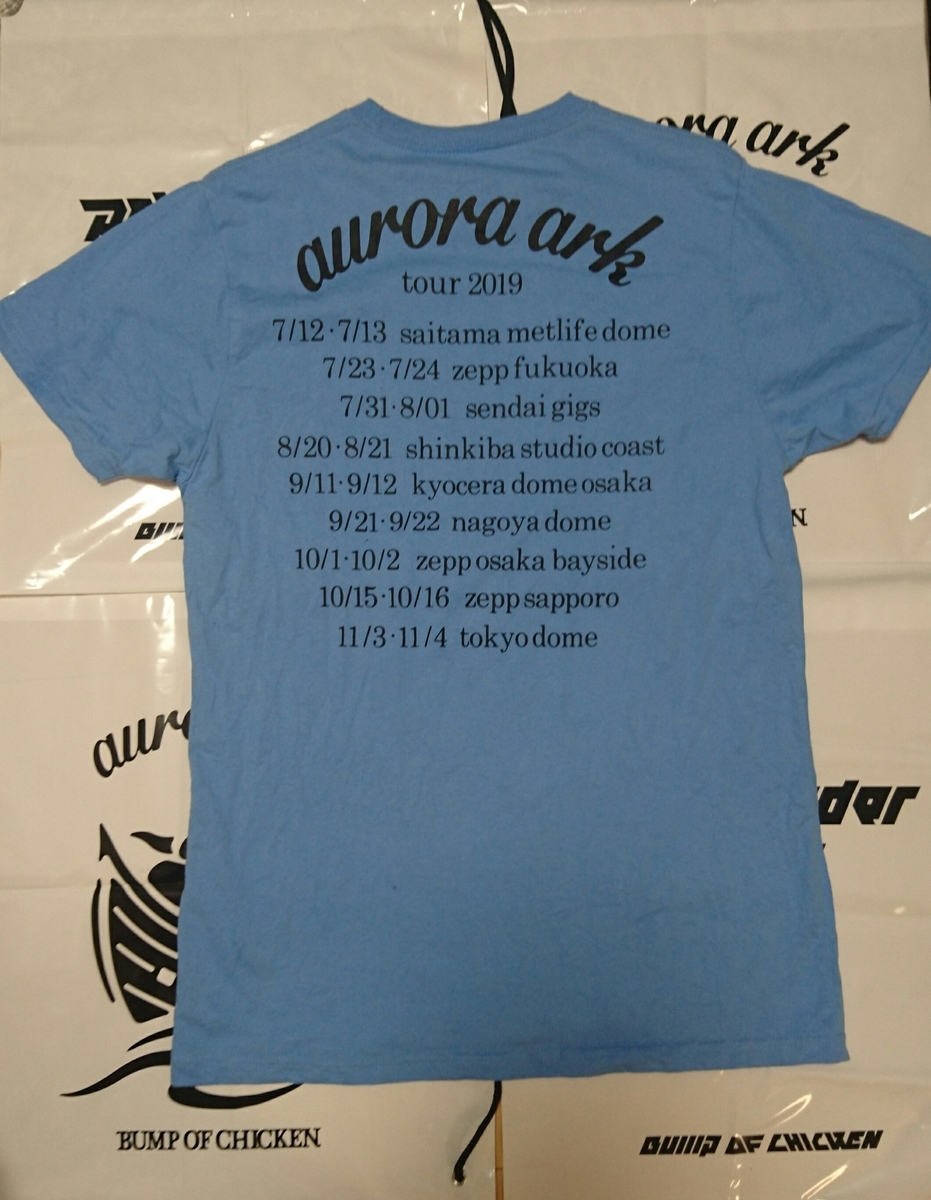 ora ark
aurora ark
tour 2019
7/12·7/13 saitama metlife dome
7/23·7/24 zepp fukuoka
7/31·8/01 sendai gigs
8/20·8/21 shinkiba studio coast
9/11·9/12 kyocera dome osaka
9/21·9/22 nagoya dome
10/1·10/2 zepp osaka bayside
10/15·10/16 zepp sapporo
11/3·11/4 tokyo dome
auro
der
BUMP OF CHICKEN
BUMP OF CHICKEN